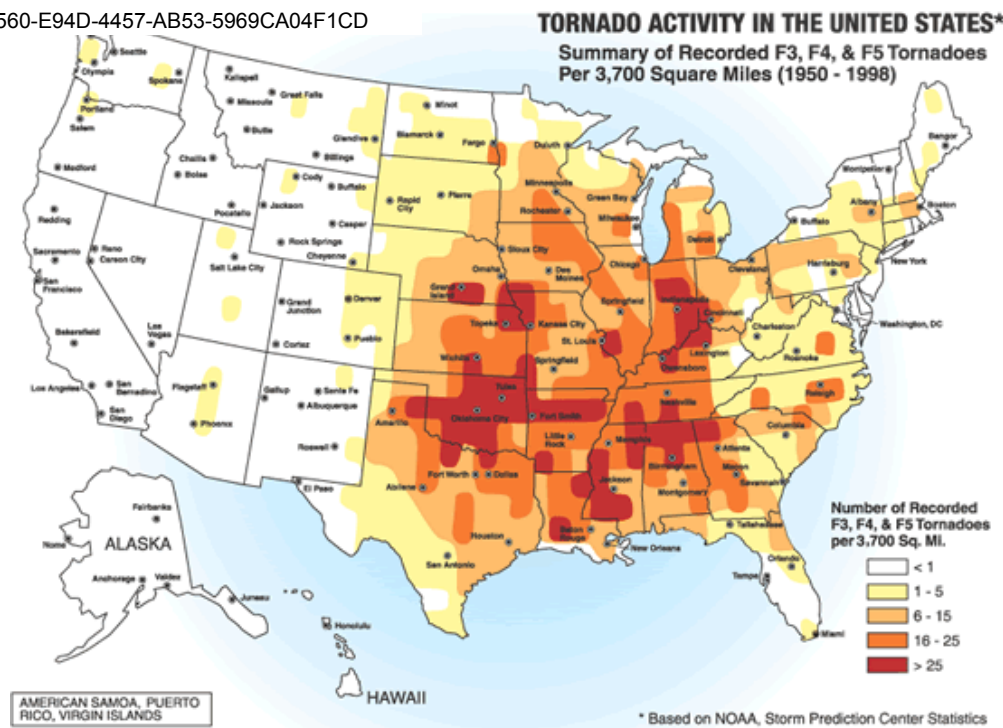 560-E94D-4457-AB53-5969CA04F1CD
TORNADO ACTIVITY IN THE UNITED STATES*
Summary of Recorded F3, F4, & F5 Tornadoes
Per 3,700 Square Miles (1950 - 1998)
Seattle
Olympia
Spokane
Portland
Salem
Medford
Kalispell
Missoula
Great Falls
Butte
Glendive
Billings
Minot
Bismarck
Fargo
Duluth
Bangor
Montpelier
Challis
Boise
Pocatello
Cody
Buffalo
Jackson
Casper
Rock Springs
Cheyenne
Rapid
City
Pierre
Minneapolis
Rochester
Green Bay
Milwaukee
Detroit
Buffalo
Albany
Boston
Redding
Sacramento
San
Francisco
Reno
Carson City
Salt Lake City
Sioux City
Omaha
Des
Moines
Chicago
Cleveland
Harrisburg
New York
Grand
Island
Grand
Junction
Denver
Pueblo
Cortez
Bakersfield
Las
Vegas
Topeka
Kansas City
Springfield
St. Louis
Indianapolis
Cincinnati
Charleston
Washington, DC
Wichita
Springfield
Lexington
Owensboro
Roanoke
Raleigh
Los Angeles
San
Bernadino
San
Diego
Flagstaff
Phoenix
Gallup
Santa Fe
Albuquerque
Roswell
Amarillo
Tulsa
Oklahoma City
Fort Smith
Little
Rock
Nashville
Memphis
Columbia
Atlanta
Birmingham
Macon
Savannah
Montgomery
Jackson
El Paso
Abilene
Fort Worth
Dallas
Houston
San Antonio
Baton
Rouge
New Orleans
Tallahassee
Orlando
Tampa
Miami
Fairbanks
Nome
ALASKA
Anchorage
Valdez
Juneau
Honolulu
HAWAII
Number of Recorded
F3, F4, & F5 Tornadoes
per 3,700 Sq. Mi.
< 1
1 - 5
6 - 15
16 - 25
> 25
AMERICAN SAMOA, PUERTO
RICO, VIRGIN ISLANDS
* Based on NOAA, Storm Prediction Center Statistics